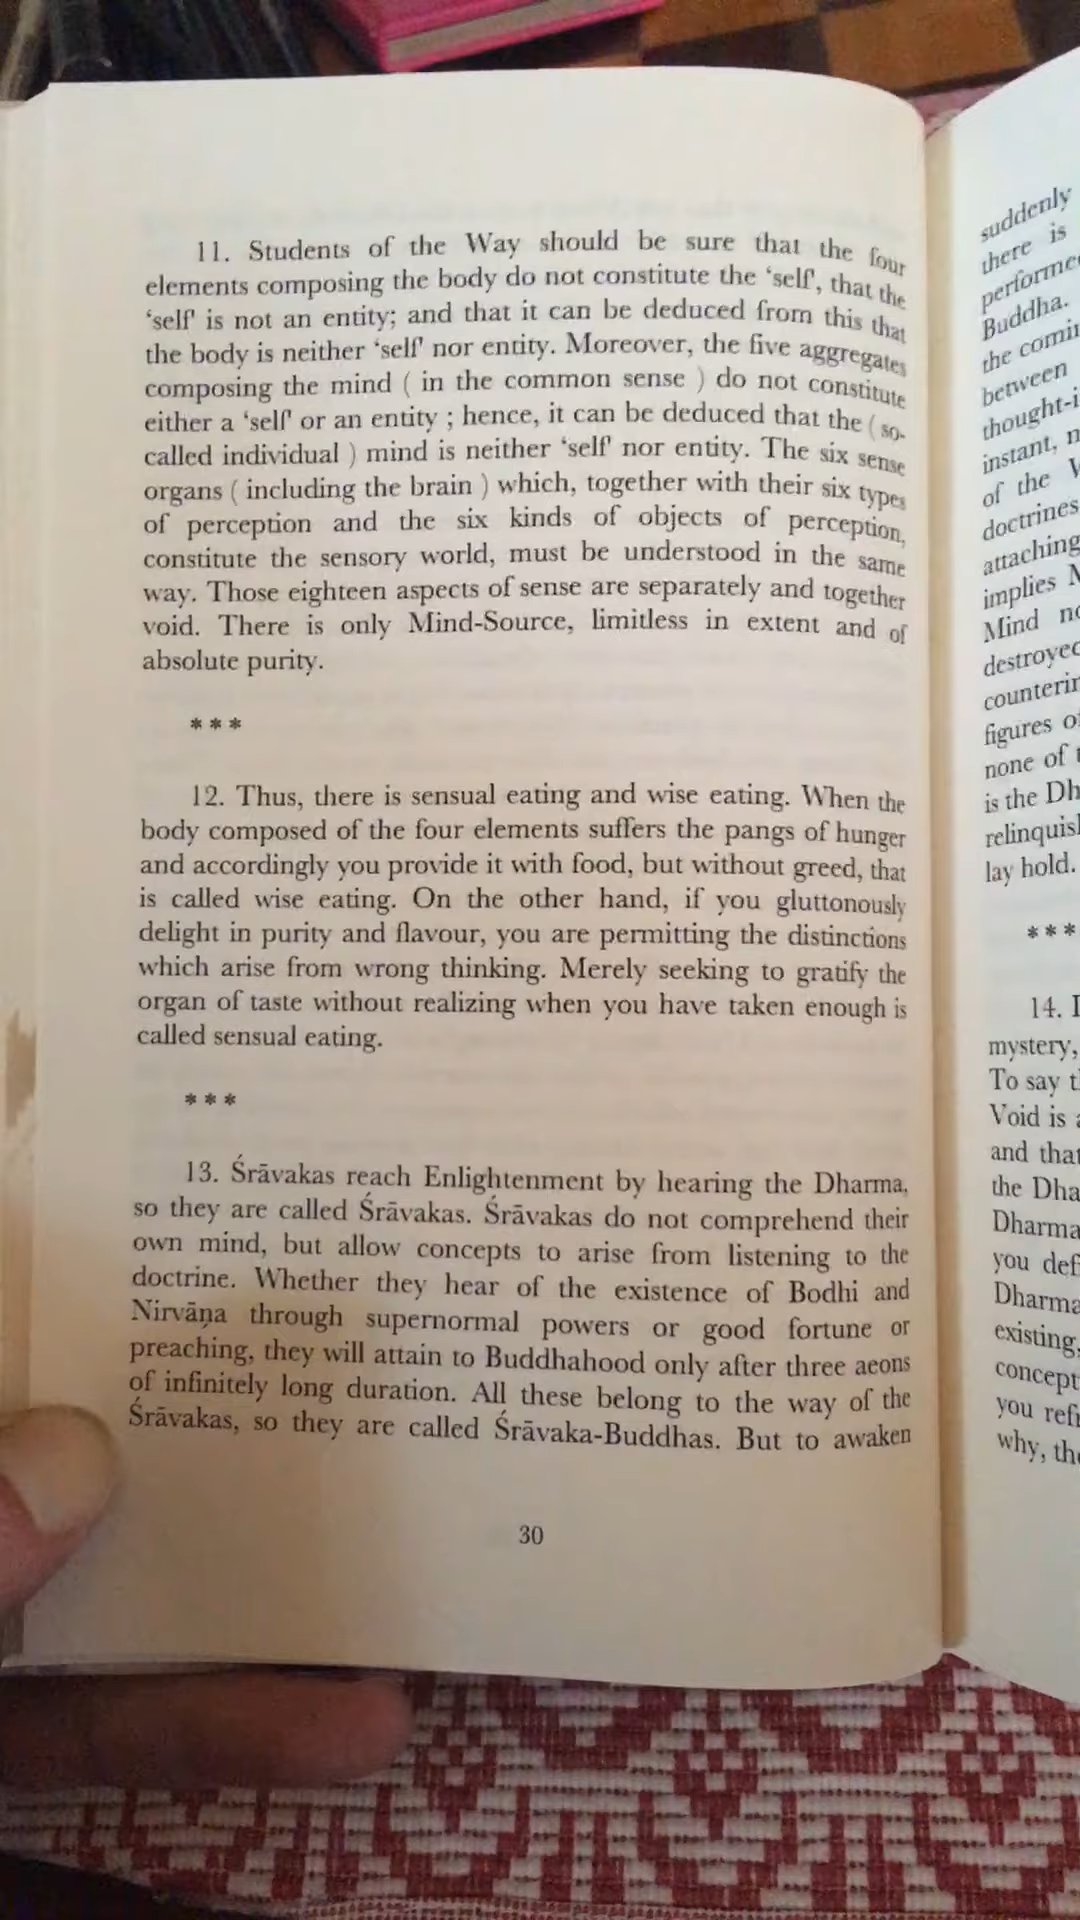 11. Students of the Way should be sure that the four
elements composing the body do not constitute the ‘self’, that the
‘self’ is not an entity; and that it can be deduced from this that
the body is neither ‘self’ nor entity. Moreover, the five aggregates
composing the mind ( in the common sense ) do not constitute
either a ‘self’ or an entity ; hence, it can be deduced that the ( so-
called individual ) mind is neither ‘self’ nor entity. The six sense
organs ( including the brain ) which, together with their six types
of perception and the six kinds of objects of perception,
constitute the sensory world, must be understood in the same
way. Those eighteen aspects of sense are separately and together
void. There is only Mind-Source, limitless in extent and of
absolute purity.
***
12. Thus, there is sensual eating and wise eating. When the
body composed of the four elements suffers the pangs of hunger
and accordingly you provide it with food, but without greed, that
is called wise eating. On the other hand, if you gluttonously
delight in purity and flavour, you are permitting the distinctions
which arise from wrong thinking. Merely seeking to gratify the
organ of taste without realizing when you have taken enough is
called sensual eating.
***
13. Śrāvakas reach Enlightenment by hearing the Dharma,
so they are called Śrāvakas. Śrāvakas do not comprehend their
own mind, but allow concepts to arise from listening to the
doctrine. Whether they hear of the existence of Bodhi and
Nirvāṇa through supernormal powers or good fortune or
preaching, they will attain to Buddhahood only after three aeons
of infinitely long duration. All these belong to the way of the
Śrāvakas, so they are called Śrāvaka-Buddhas. But to awaken
30
suddenly
there is
Buddha.
between
instant,
of the
doctrines
attaching
implies
Mind
figures
none of
is the
lay hold.
***
14.
mystery,
To say
Void is
and that
the
Dharma
you
existing,
you
why,